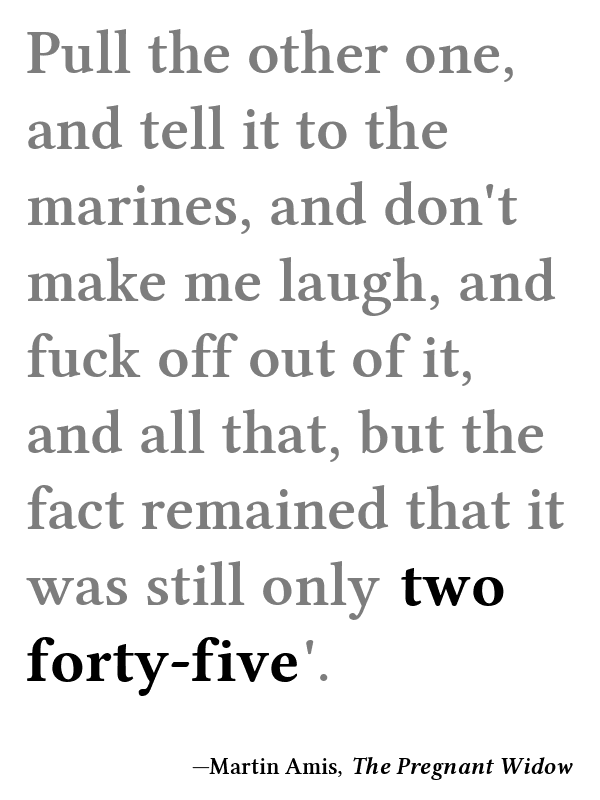 Pull the other one,
and tell it to the
marines, and don't
make me laugh, and
fuck off out of it,
and all that, but the
fact remained that it
was still only two
forty-five'.
—Martin Amis, The Pregnant Widow